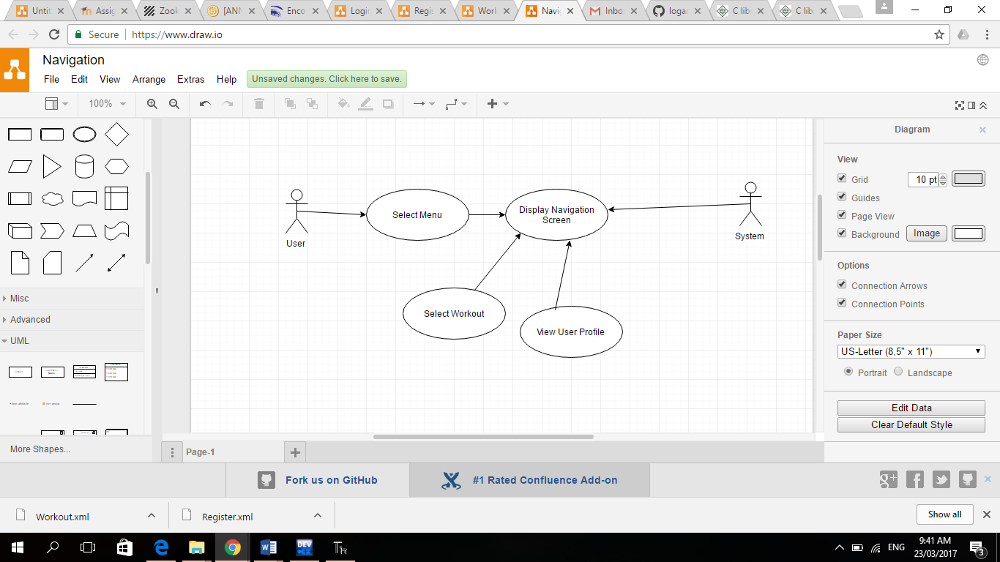 Untit
Assig
Zook
[ANN
Enco
Login
Regis
Work
Navig
Inbo
logar
C lib
C lib
Secure
https://www.draw.io
Navigation
File Edit View Arrange Extras Help
Unsaved changes. Click here to save.
100%
Diagram
View
Grid
10 pt
Guides
Page View
Background
Image
Options
Connection Arrows
Connection Points
Paper Size
US-Letter (8,5" x 11")
Portrait
Landscape
Edit Data
Clear Default Style
User
Select Menu
Display Navigation
Screen
System
Select Workout
View User Profile
Misc
Advanced
UML
More Shapes...
Page-1
Fork us on GitHub
#1 Rated Confluence Add-on
Workout.xml
Register.xml
Show all
DEV
C++
ENG
9:41 AM
23/03/2017
3